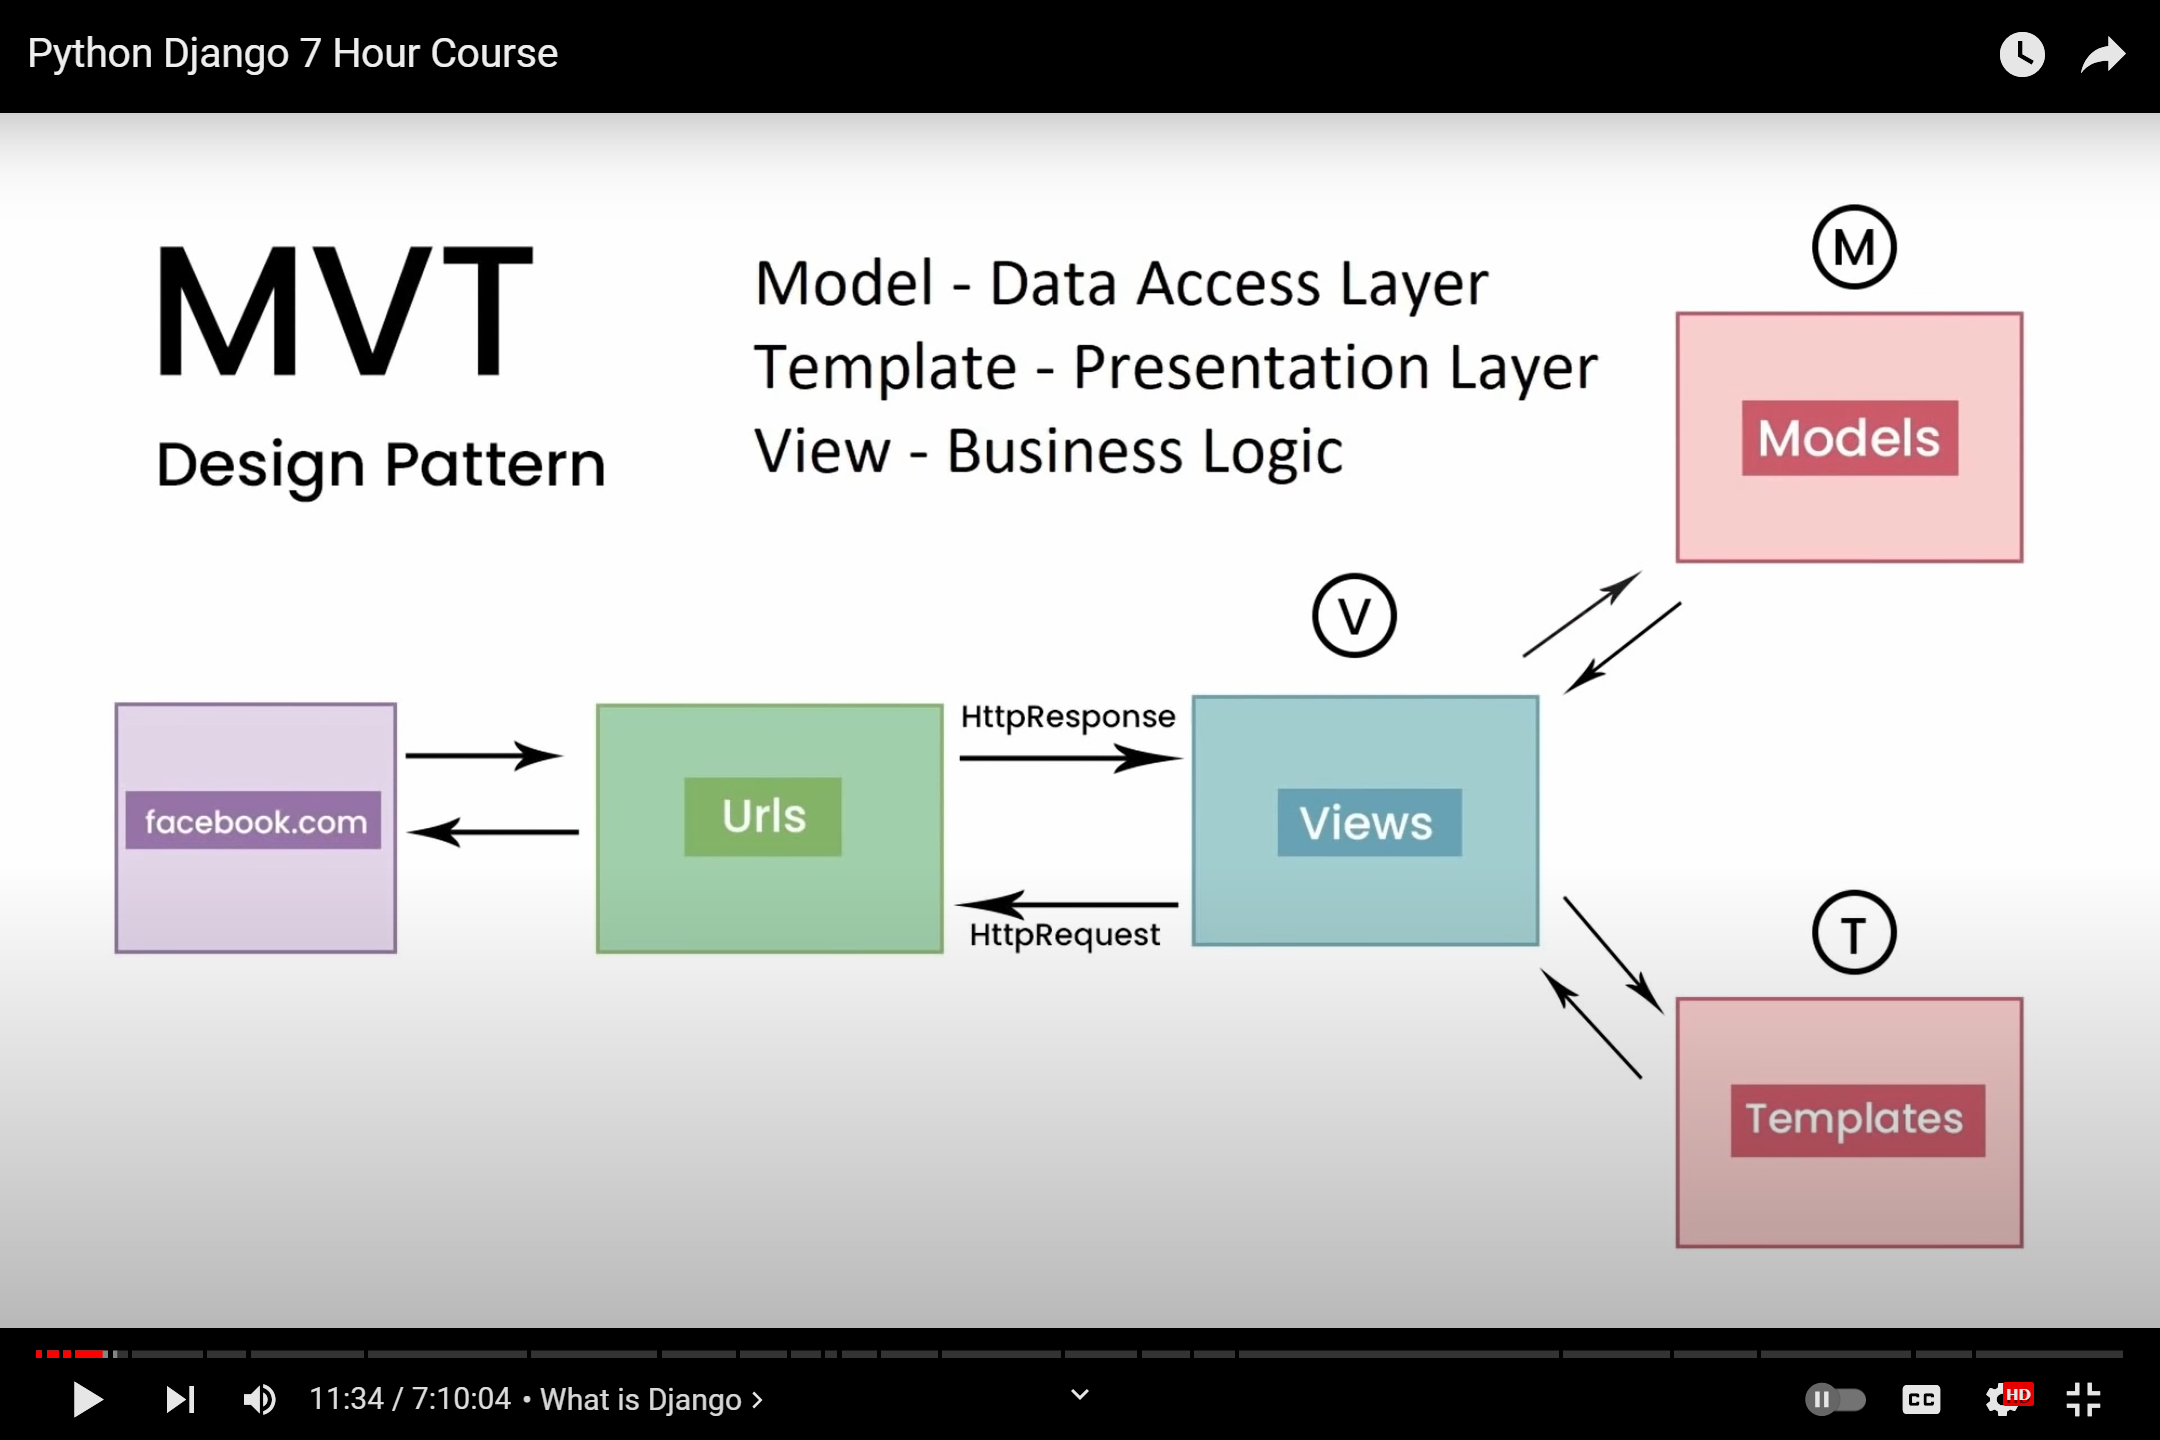 Python Django 7 Hour Course
MVT
Design Pattern
Model - Data Access Layer
Template - Presentation Layer
View - Business Logic
M
Models
V
facebook.com
Urls
HttpResponse
HttpRequest
Views
T
Templates
11:34 / 7:10:04 • What is Django >
CC
HD